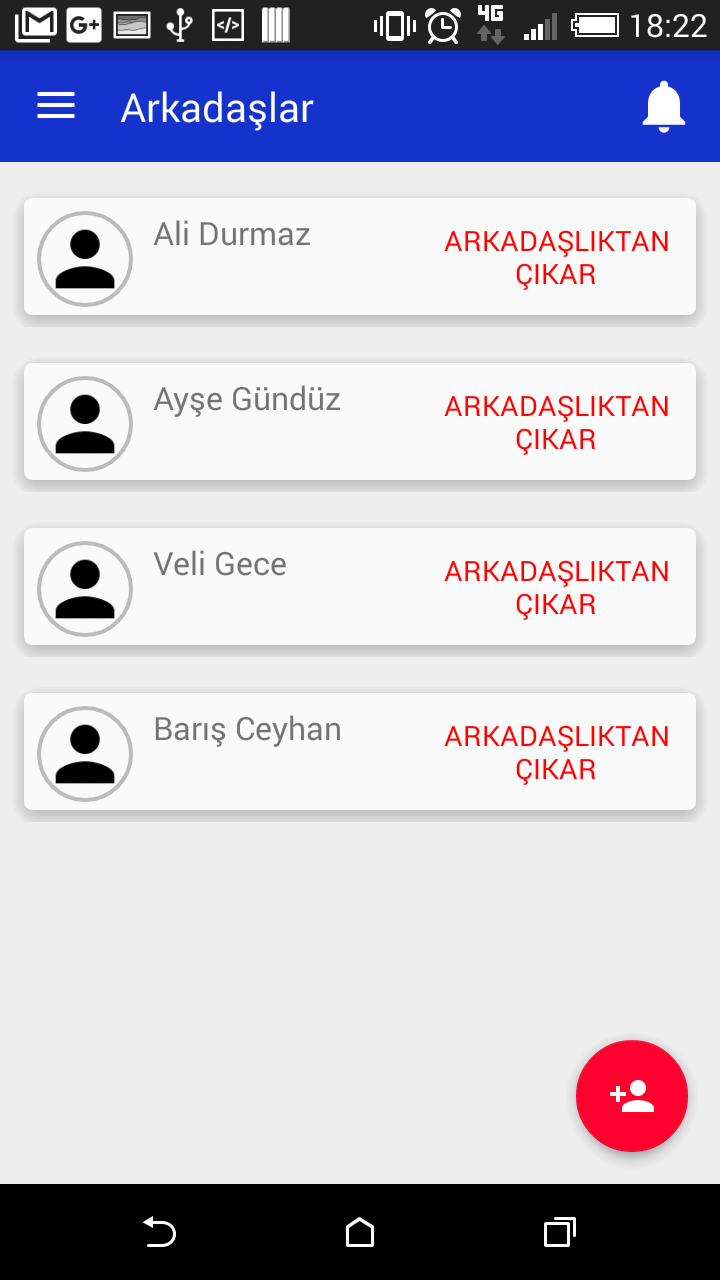 4G 18:22
Arkadaşlar
Ali Durmaz
ARKADAŞLIKTAN
ÇIKAR
Ayşe Gündüz
ARKADAŞLIKTAN
ÇIKAR
Veli Gece
ARKADAŞLIKTAN
ÇIKAR
Barış Ceyhan
ARKADAŞLIKTAN
ÇIKAR